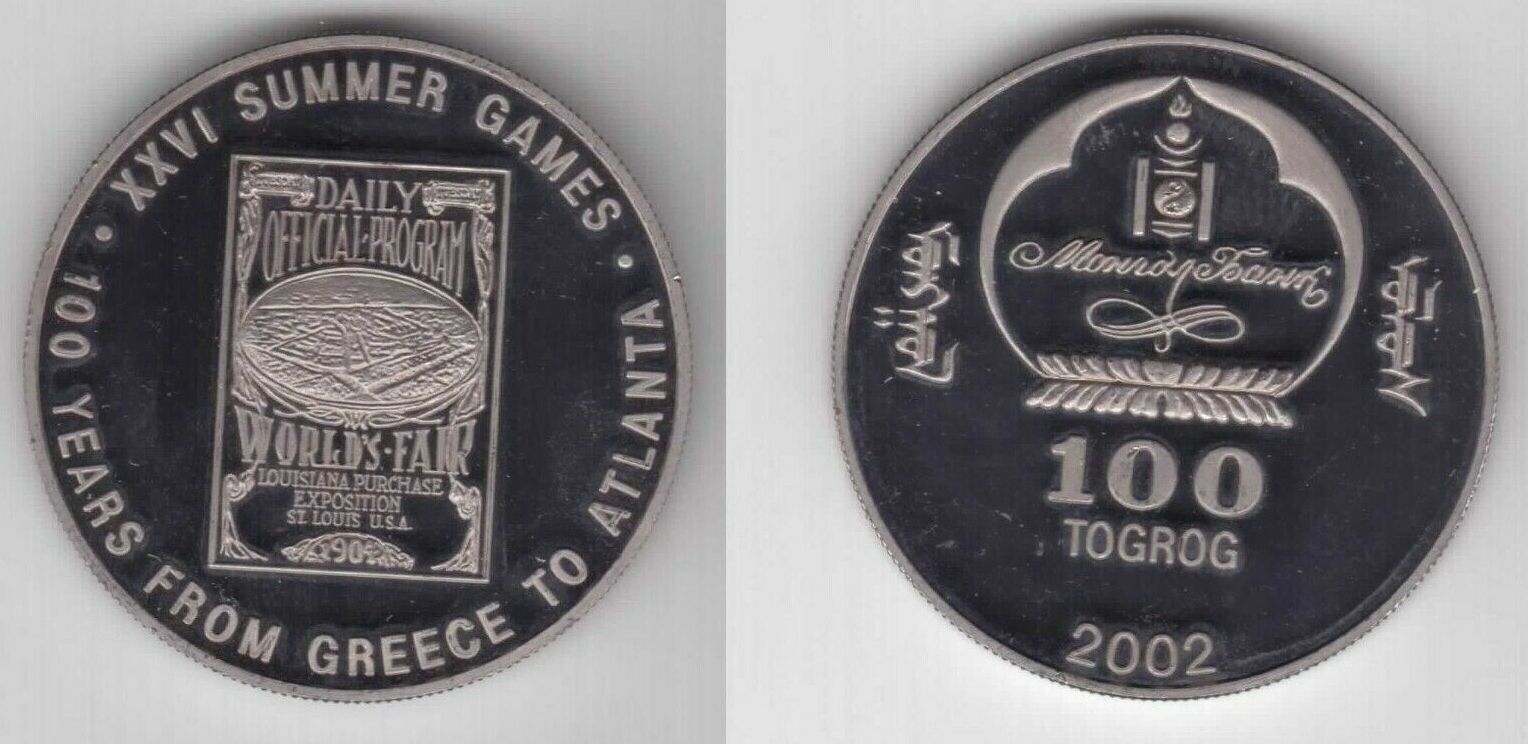 XXVI SUMMER GAMES
100 YEARS FROM GREECE TO ATLANTA
DAILY
OFFICIAL·PROGRAM
WORLD'S·FAIR
LOUISIANA PURCHASE
EXPOSITION
ST. LOUIS U.S.A.
1904
Монгол Банк
100
TOGROG
2002